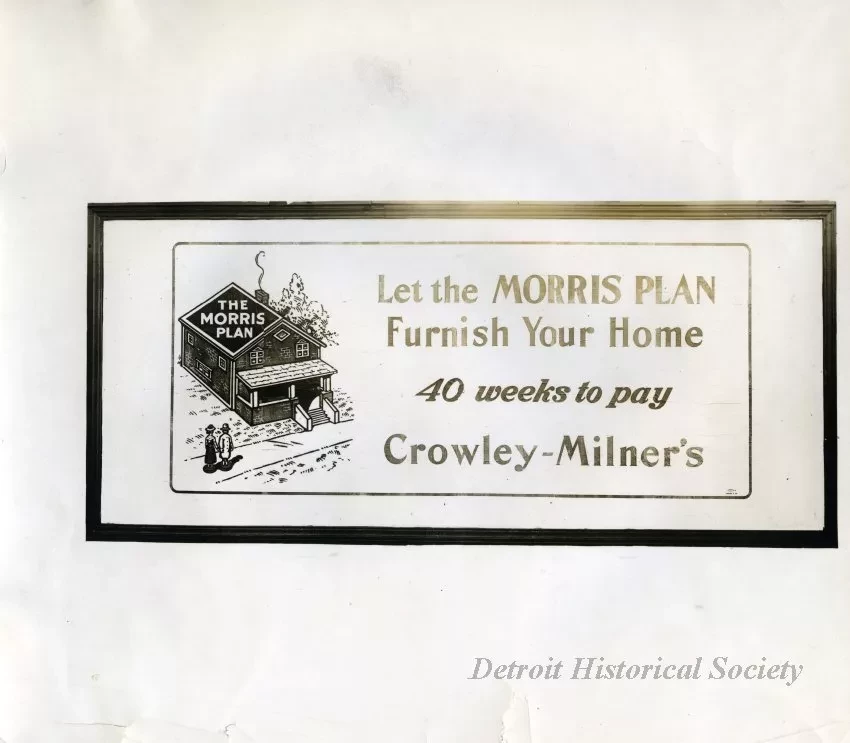 THE
MORRIS
PLAN
Let the MORRIS PLAN
Furnish Your Home
40 weeks to pay
Crowley-Milner's
Detroit Historical Society